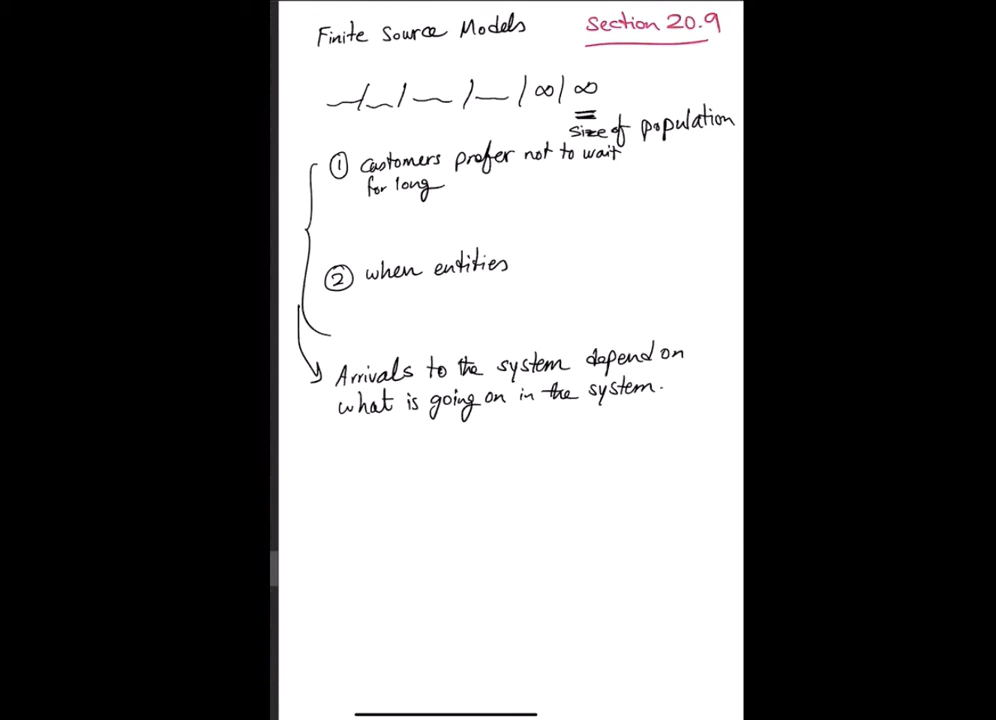 Finite Source Models
Section 20.9
_/_/_/_/∞/∞
Size of population
① Customers prefer not to wait
for long
② when entities
Arrivals to the system depend on
what is going on in the system.